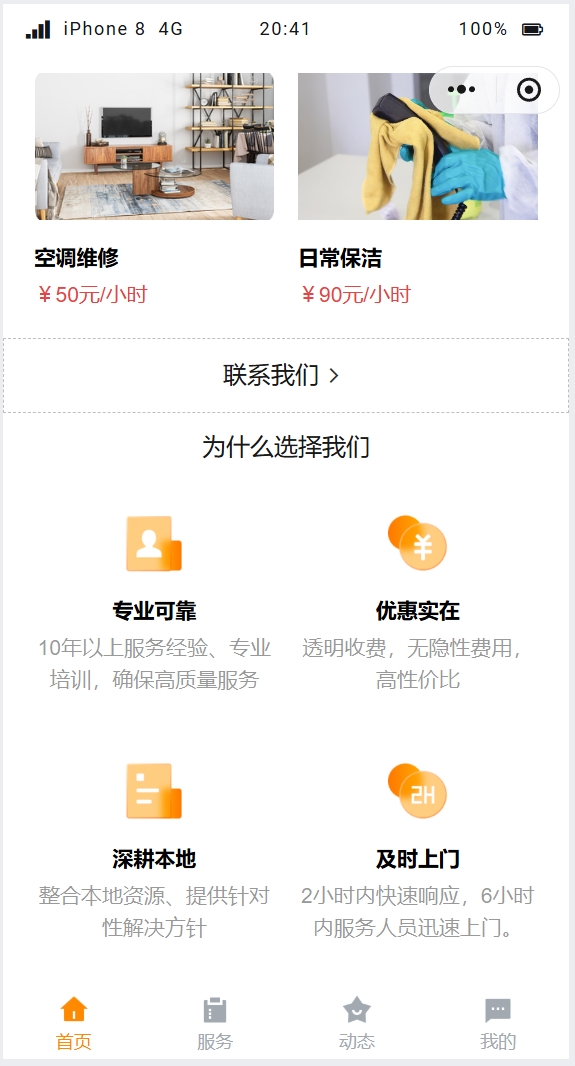 iPhone 8 4G 20:41 100%
空调维修 日常保洁
￥50元/小时 ￥90元/小时
联系我们
为什么选择我们
专业可靠 优惠实在
10年以上服务经验、专业
培训，确保高质量服务
透明收费，无隐性费用，
高性价比
深耕本地 及时上门
整合本地资源、提供针对
性解决方针
2小时内快速响应，6小时
内服务人员迅速上门。
¥
2H
首页 服务 动态 我的